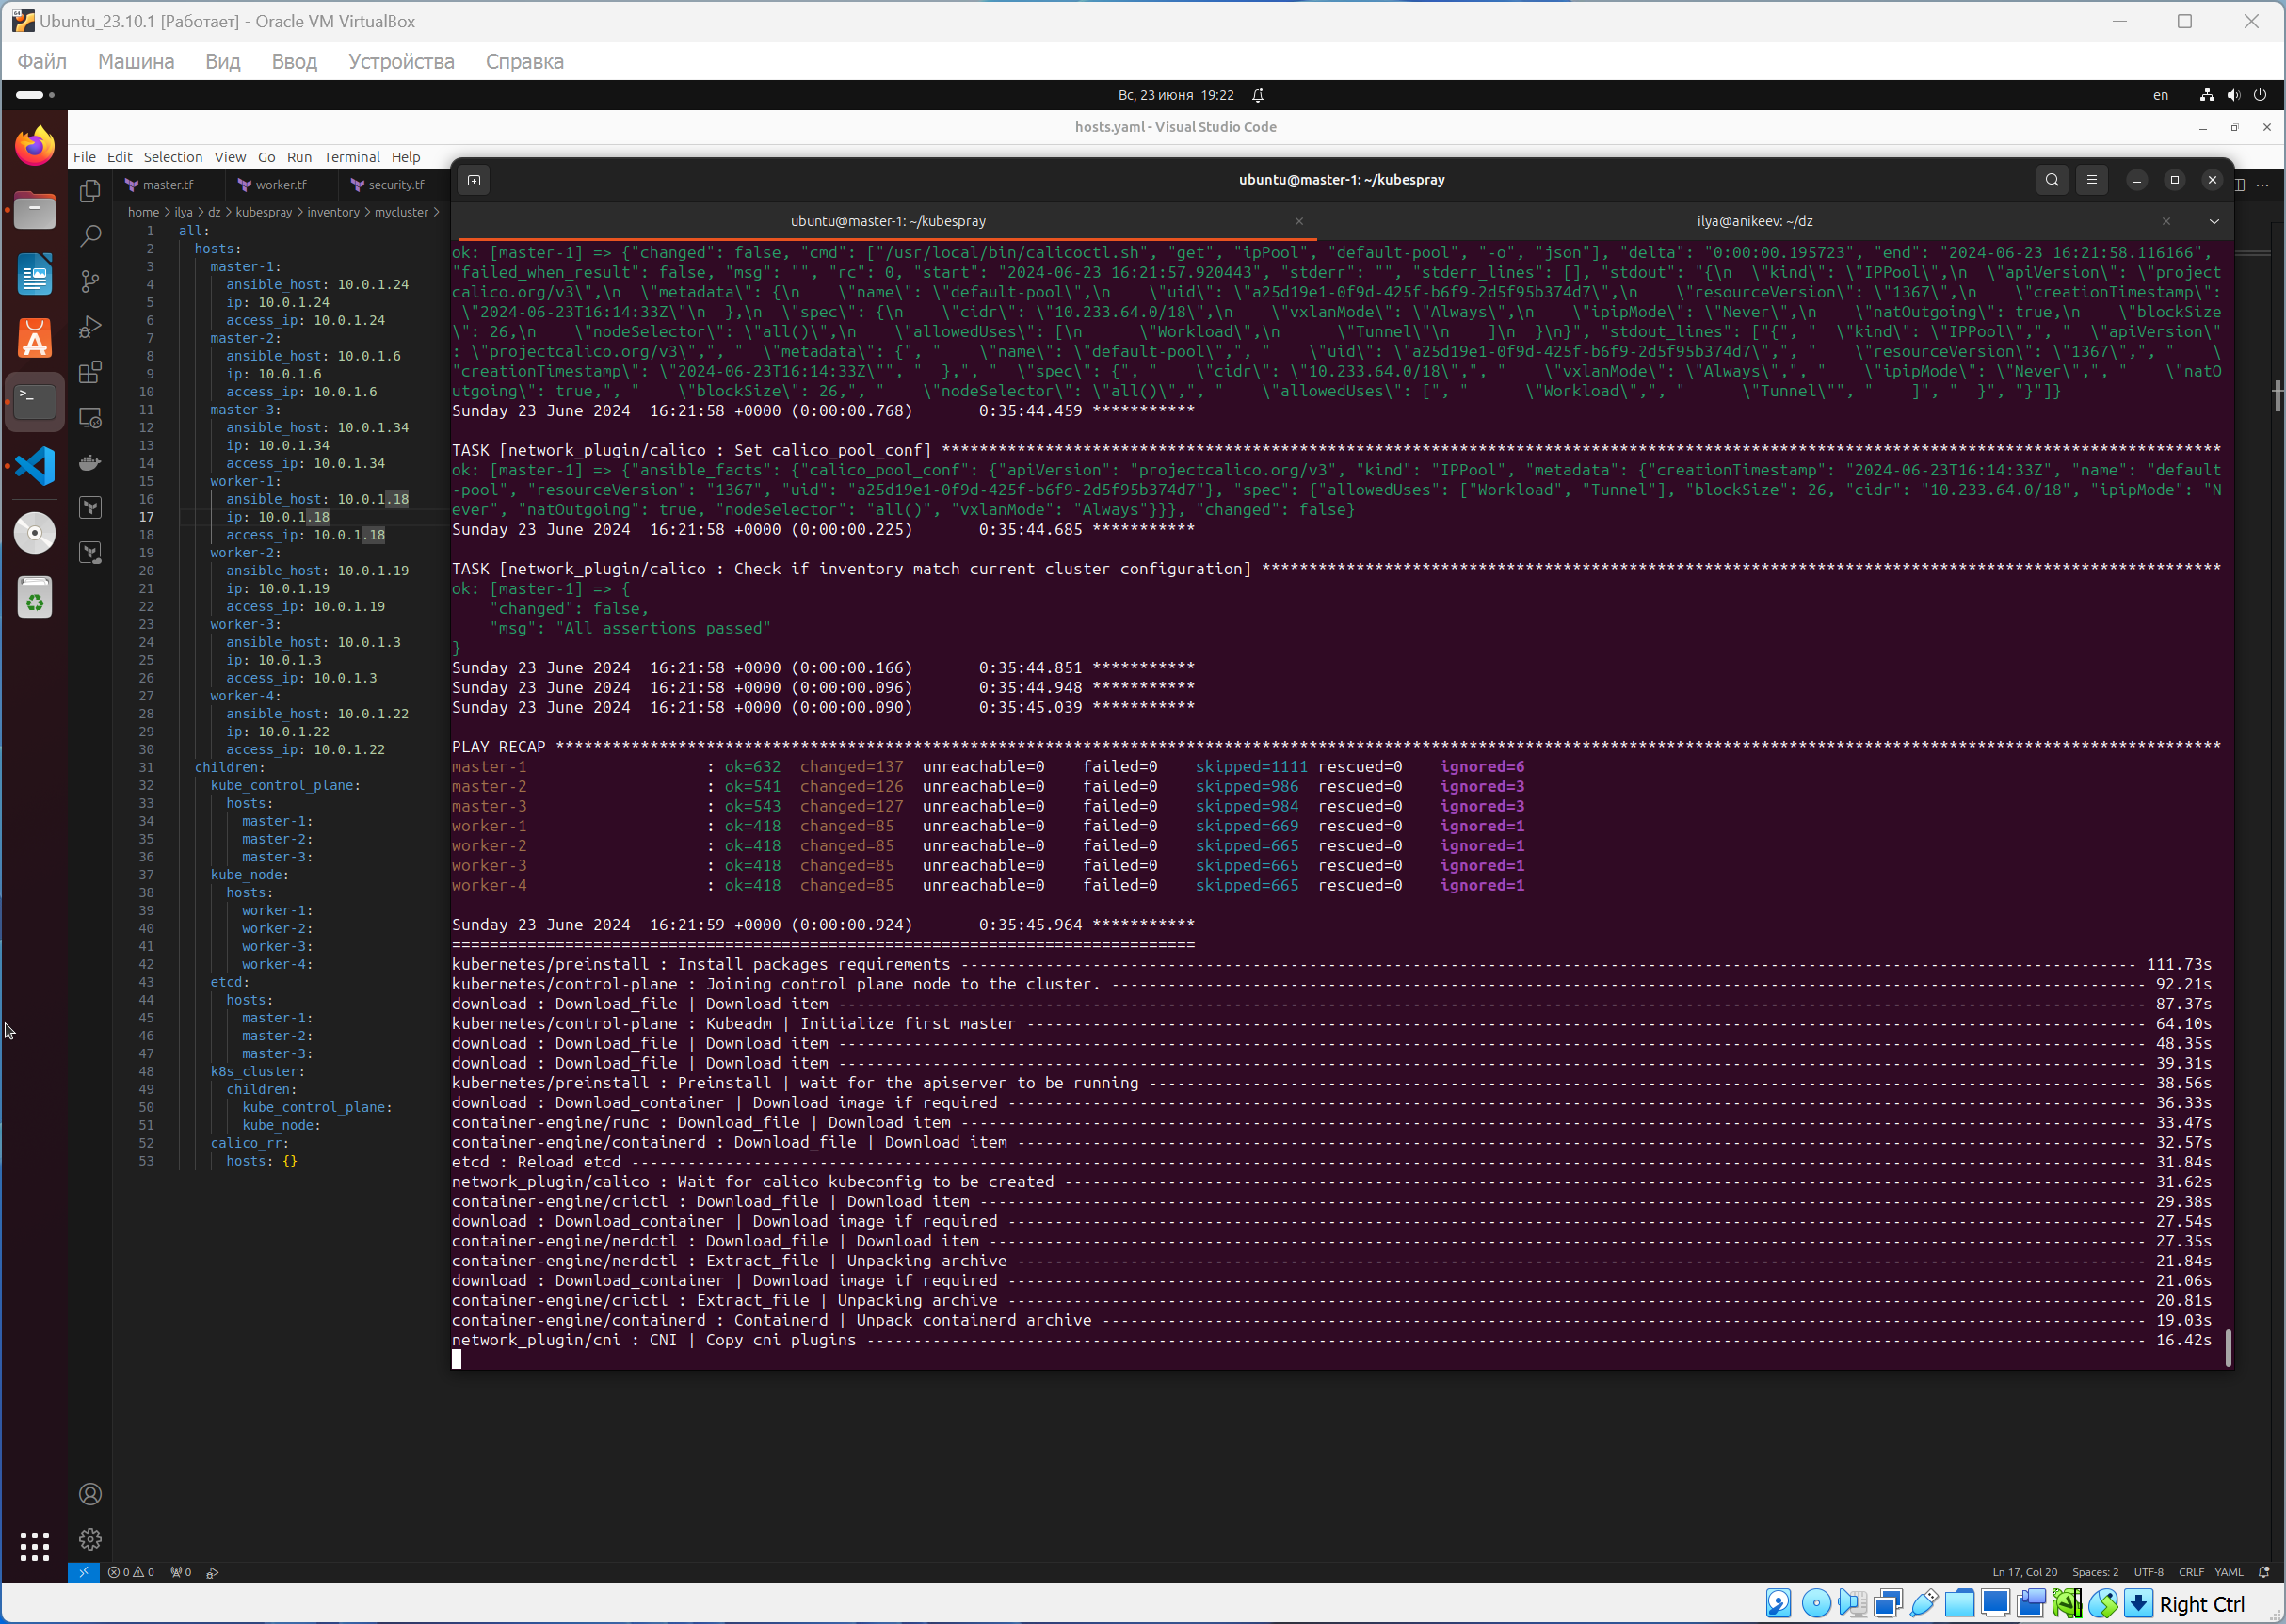 Ubuntu_23.10.1 [Работает] - Oracle VM VirtualBox
Файл Машина Вид Ввод Устройства Справка
Вс, 23 июня 19:22
en
hosts.yaml - Visual Studio Code
File Edit Selection View Go Run Terminal Help
master.tf worker.tf security.tf
home > ilya > dz > kubespray > inventory > mycluster >
1 all:
2 hosts:
3 master-1:
4 ansible_host: 10.0.1.24
5 ip: 10.0.1.24
6 access_ip: 10.0.1.24
7 master-2:
8 ansible_host: 10.0.1.6
9 ip: 10.0.1.6
10 access_ip: 10.0.1.6
11 master-3:
12 ansible_host: 10.0.1.34
13 ip: 10.0.1.34
14 access_ip: 10.0.1.34
15 worker-1:
16 ansible_host: 10.0.1.18
17 ip: 10.0.1.18
18 access_ip: 10.0.1.18
19 worker-2:
20 ansible_host: 10.0.1.19
21 ip: 10.0.1.19
22 access_ip: 10.0.1.19
23 worker-3:
24 ansible_host: 10.0.1.3
25 ip: 10.0.1.3
26 access_ip: 10.0.1.3
27 worker-4:
28 ansible_host: 10.0.1.22
29 ip: 10.0.1.22
30 access_ip: 10.0.1.22
31 children:
32 kube_control_plane:
33 hosts:
34 master-1:
35 master-2:
36 master-3:
37 kube_node:
38 hosts:
39 worker-1:
40 worker-2:
41 worker-3:
42 worker-4:
43 etcd:
44 hosts:
45 master-1:
46 master-2:
47 master-3:
48 k8s_cluster:
49 children:
50 kube_control_plane:
51 kube_node:
52 calico_rr:
53 hosts: {}
ubuntu@master-1: ~/kubespray
ubuntu@master-1: ~/kubespray ilya@anikeev: ~/dz
ok: [master-1] => {"changed": false, "cmd": ["/usr/local/bin/calicoctl.sh", "get", "ipPool", "default-pool", "-o", "json"], "delta": "0:00:00.195723", "end": "2024-06-23 16:21:58.116166",
"failed_when_result": false, "msg": "", "rc": 0, "start": "2024-06-23 16:21:57.920443", "stderr": "", "stderr_lines": [], "stdout": "{\n  \"kind\": \"IPPool\",\n  \"apiVersion\": \"project
calico.org/v3\",\n  \"metadata\": {\n    \"name\": \"default-pool\",\n    \"uid\": \"a25d19e1-0f9d-425f-b6f9-2d5f95b374d7\",\n    \"resourceVersion\": \"1367\",\n    \"creationTimestamp\":
\"2024-06-23T16:14:33Z\"\n  },\n  \"spec\": {\n    \"cidr\": \"10.233.64.0/18\",\n    \"vxlanMode\": \"Always\",\n    \"ipipMode\": \"Never\",\n    \"natOutgoing\": true,\n    \"blockSize
\": 26,\n    \"nodeSelector\": \"all()\",\n    \"allowedUses\": [\n      \"Workload\",\n      \"Tunnel\"\n    ]\n  }\n}", "stdout_lines": ["{", "  \"kind\": \"IPPool\",", "  \"apiVersion\"
: \"projectcalico.org/v3\",", "  \"metadata\": {", "    \"name\": \"default-pool\",", "    \"uid\": \"a25d19e1-0f9d-425f-b6f9-2d5f95b374d7\",", "    \"resourceVersion\": \"1367\",", "    \
"creationTimestamp\": \"2024-06-23T16:14:33Z\"", "  },", "  \"spec\": {", "    \"cidr\": \"10.233.64.0/18\",", "    \"vxlanMode\": \"Always\",", "    \"ipipMode\": \"Never\",", "    \"natO
utgoing\": true,", "    \"blockSize\": 26,", "    \"nodeSelector\": \"all()\",", "    \"allowedUses\": [", "      \"Workload\",", "      \"Tunnel\"", "    ]", "  }", "}"]}
Sunday 23 June 2024  16:21:58 +0000 (0:00:00.768)       0:35:44.459 ***********
TASK [network_plugin/calico : Set calico_pool_conf] ****************************************
ok: [master-1] => {"ansible_facts": {"calico_pool_conf": {"apiVersion": "projectcalico.org/v3", "kind": "IPPool", "metadata": {"creationTimestamp": "2024-06-23T16:14:33Z", "name": "default
-pool", "resourceVersion": "1367", "uid": "a25d19e1-0f9d-425f-b6f9-2d5f95b374d7"}, "spec": {"allowedUses": ["Workload", "Tunnel"], "blockSize": 26, "cidr": "10.233.64.0/18", "ipipMode": "N
ever", "natOutgoing": true, "nodeSelector": "all()", "vxlanMode": "Always"}}}, "changed": false}
Sunday 23 June 2024  16:21:58 +0000 (0:00:00.225)       0:35:44.685 ***********
TASK [network_plugin/calico : Check if inventory match current cluster configuration] ****************************************
ok: [master-1] => {
"changed": false,
"msg": "All assertions passed"
}
Sunday 23 June 2024  16:21:58 +0000 (0:00:00.166)       0:35:44.851 ***********
Sunday 23 June 2024  16:21:58 +0000 (0:00:00.096)       0:35:44.948 ***********
Sunday 23 June 2024  16:21:58 +0000 (0:00:00.090)       0:35:45.039 ***********
PLAY RECAP ****************************************
master-1 : ok=632 changed=137 unreachable=0 failed=0 skipped=1111 rescued=0 ignored=6
master-2 : ok=541 changed=126 unreachable=0 failed=0 skipped=986 rescued=0 ignored=3
master-3 : ok=543 changed=127 unreachable=0 failed=0 skipped=984 rescued=0 ignored=3
worker-1 : ok=418 changed=85 unreachable=0 failed=0 skipped=669 rescued=0 ignored=1
worker-2 : ok=418 changed=85 unreachable=0 failed=0 skipped=665 rescued=0 ignored=1
worker-3 : ok=418 changed=85 unreachable=0 failed=0 skipped=665 rescued=0 ignored=1
worker-4 : ok=418 changed=85 unreachable=0 failed=0 skipped=665 rescued=0 ignored=1
Sunday 23 June 2024  16:21:59 +0000 (0:00:00.924)       0:35:45.964 ***********
===============================================================================
kubernetes/preinstall : Install packages requirements ---------- 111.73s
kubernetes/control-plane : Joining control plane node to the cluster. ---------- 92.21s
download : Download_file | Download item ---------- 87.37s
kubernetes/control-plane : Kubeadm | Initialize first master ---------- 64.10s
download : Download_file | Download item ---------- 48.35s
download : Download_file | Download item ---------- 39.31s
kubernetes/preinstall : Preinstall | wait for the apiserver to be running ---------- 38.56s
download : Download_container | Download image if required ---------- 36.33s
container-engine/runc : Download_file | Download item ---------- 33.47s
container-engine/containerd : Download_file | Download item ---------- 32.57s
etcd : Reload etcd ---------- 31.84s
network_plugin/calico : Wait for calico kubeconfig to be created ---------- 31.62s
container-engine/crictl : Download_file | Download item ---------- 29.38s
download : Download_container | Download image if required ---------- 27.54s
container-engine/nerdctl : Download_file | Download item ---------- 27.35s
container-engine/nerdctl : Extract_file | Unpacking archive ---------- 21.84s
download : Download_container | Download image if required ---------- 21.06s
container-engine/crictl : Extract_file | Unpacking archive ---------- 20.81s
container-engine/containerd : Containerd | Unpack containerd archive ---------- 19.03s
network_plugin/cni : CNI | Copy cni plugins ---------- 16.42s
0 0 0 Ln 17, Col 20 Spaces: 2 UTF-8 CRLF YAML
Right Ctrl